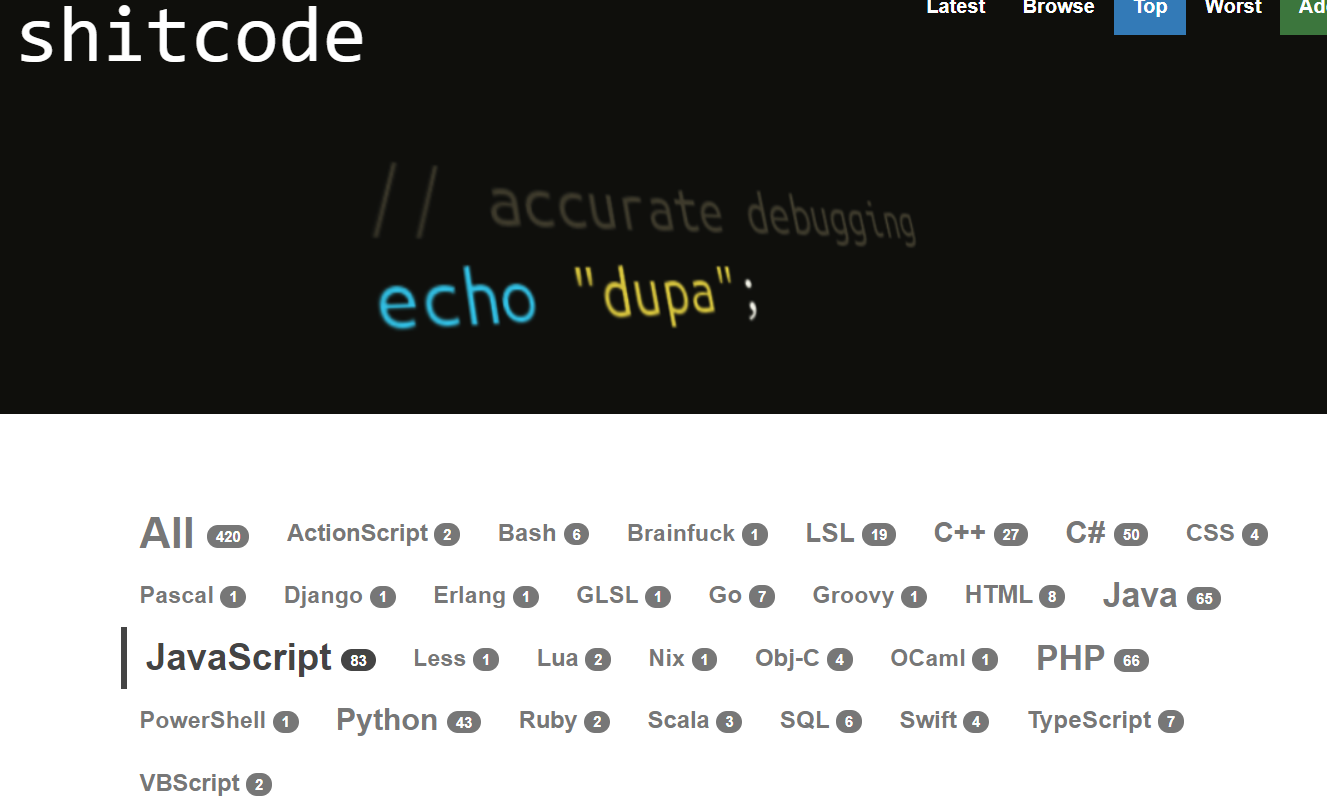 shitcode
Latest Browse Top Worst
// accurate debugging
echo "dupa";
All 420 ActionScript 2 Bash 6 Brainfuck 1 LSL 19 C++ 27 C# 50 CSS 4
Pascal 1 Django 1 Erlang 1 GLSL 1 Go 7 Groovy 1 HTML 8 Java 65
JavaScript 83 Less 1 Lua 2 Nix 1 Obj-C 4 OCaml 1 PHP 66
PowerShell 1 Python 43 Ruby 2 Scala 3 SQL 6 Swift 4 TypeScript 7
VBScript 2